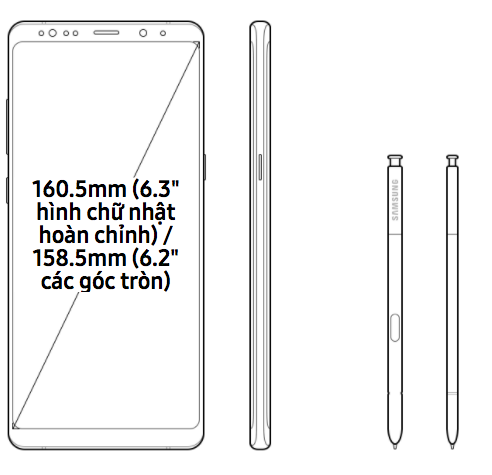 160.5mm (6.3"
hình chữ nhật
hoàn chỉnh) /
158.5mm (6.2"
các góc tròn)
SAMSUNG